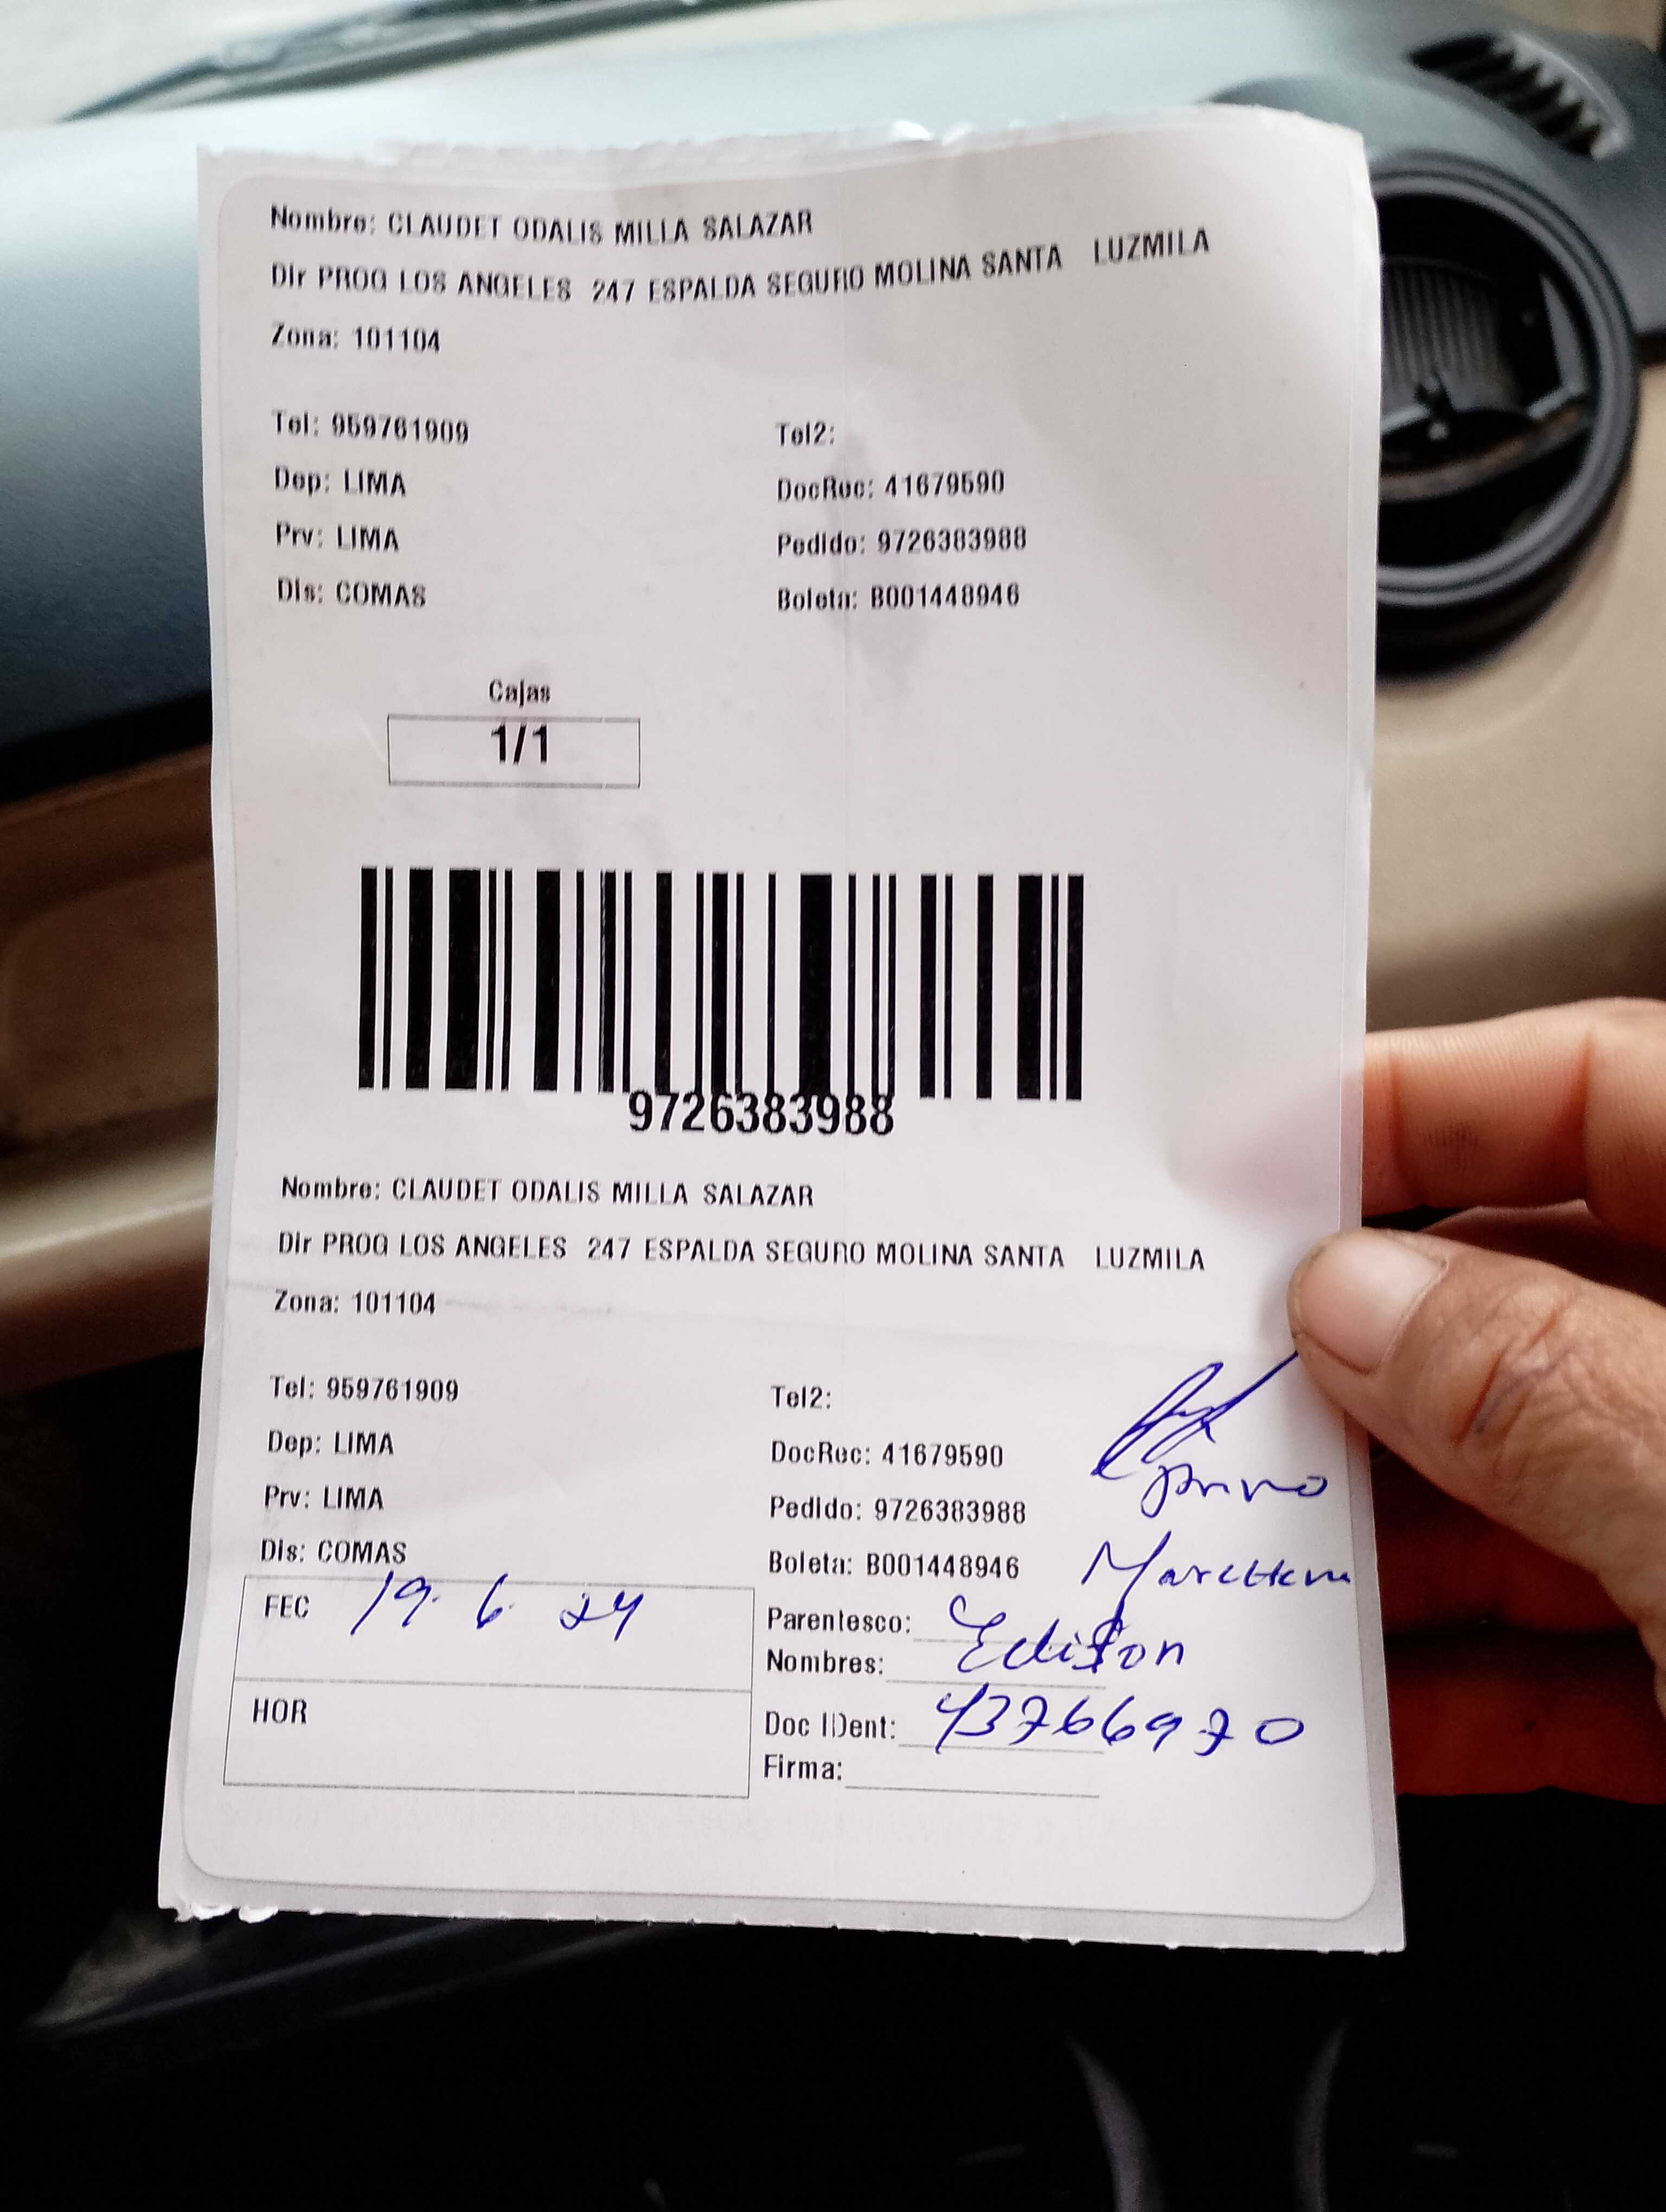 Nombre: CLAUDET ODALIS MILLA SALAZAR
Dir PROG LOS ANGELES 247 ESPALDA SEGURO MOLINA SANTA LUZMILA
Zona: 101104
Tel: 959761909 Tel2:
Dep: LIMA DocRec: 41679590
Prv: LIMA Pedido: 9726383988
Dis: COMAS Boleta: B001448946
Cajas
1/1
9726383988
Nombre: CLAUDET ODALIS MILLA SALAZAR
Dir PROG LOS ANGELES 247 ESPALDA SEGURO MOLINA SANTA LUZMILA
Zona: 101104
Tel: 959761909 Tel2:
Dep: LIMA DocRec: 41679590
Prv: LIMA Pedido: 9726383988
Dis: COMAS Boleta: B001448946
FEC 19. 6. 24 Parentesco:
Nombres: Edison
HOR Doc IDent: 43766970
Firma: